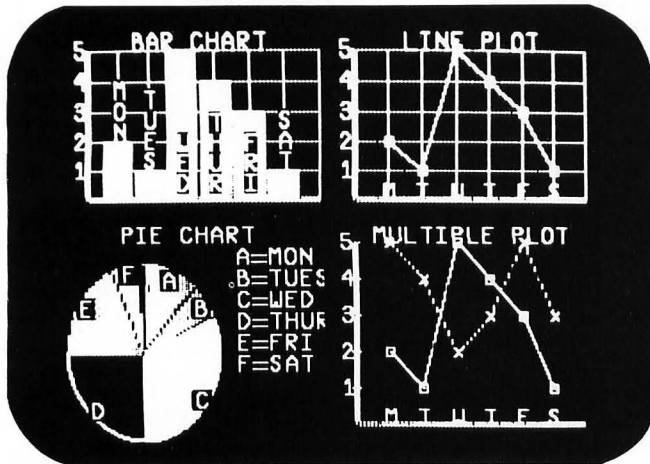 BAR CHART
5
4
3
2
1
MON
TUES
WED
THUR
FRI
SAT
LINE PLOT
5
4
3
2
1
M T W T F S
PIE CHART
A=MON
B=TUES
C=WED
D=THUR
E=FRI
F=SAT
F
A
B
E
D
C
MULTIPLE PLOT
5
4
3
2
1
M T W T F S